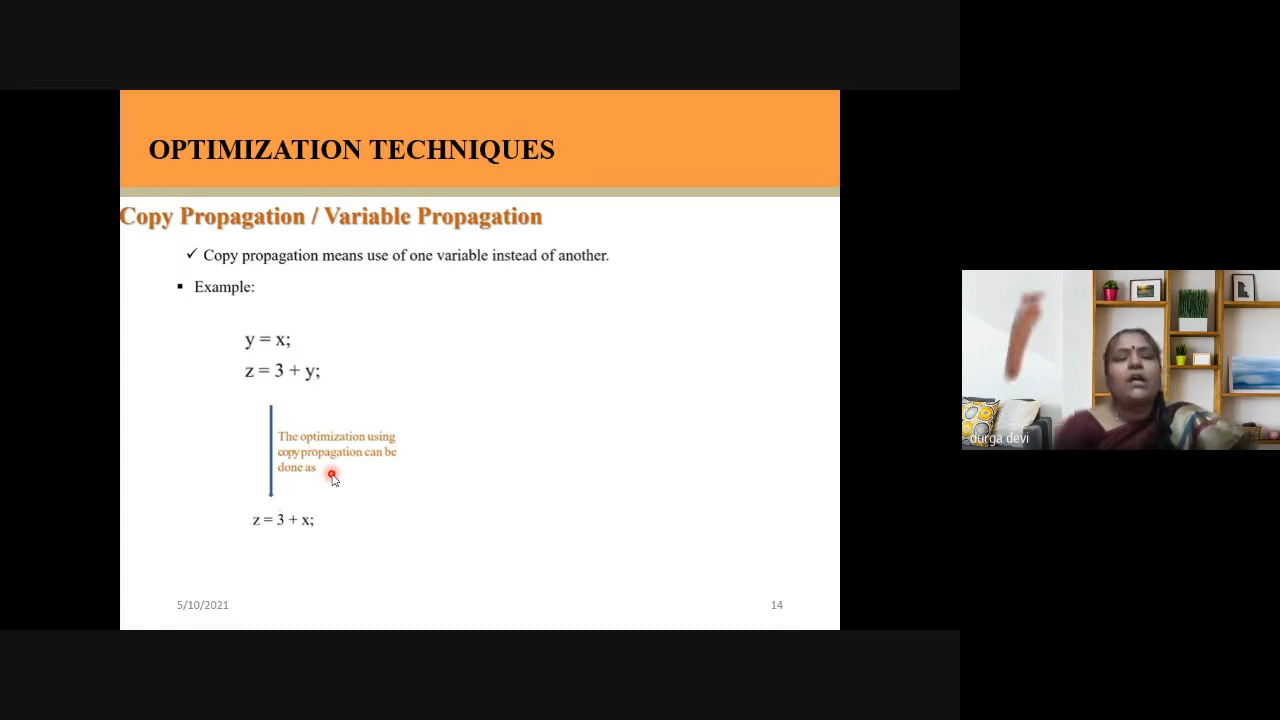 OPTIMIZATION TECHNIQUES
Copy Propagation / Variable Propagation
✓ Copy propagation means use of one variable instead of another.
▪ Example:
y = x;
z = 3 + y;
The optimization using
copy propagation can be
done as
z = 3 + x;
5/10/2021
14
durga devi